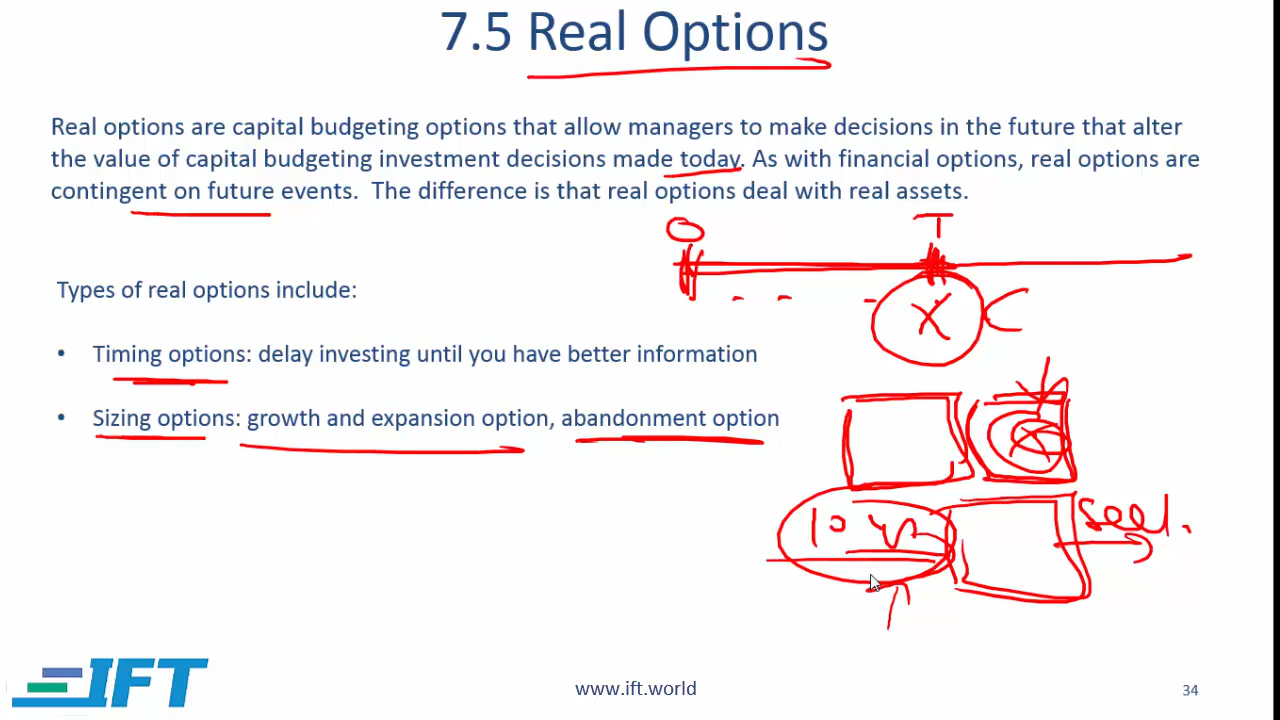 7.5 Real Options
Real options are capital budgeting options that allow managers to make decisions in the future that alter
the value of capital budgeting investment decisions made today. As with financial options, real options are
contingent on future events. The difference is that real options deal with real assets.
O T
Types of real options include:
X C
• Timing options: delay investing until you have better information
• Sizing options: growth and expansion option, abandonment option
X
10 sell.
IFT
www.ift.world
34